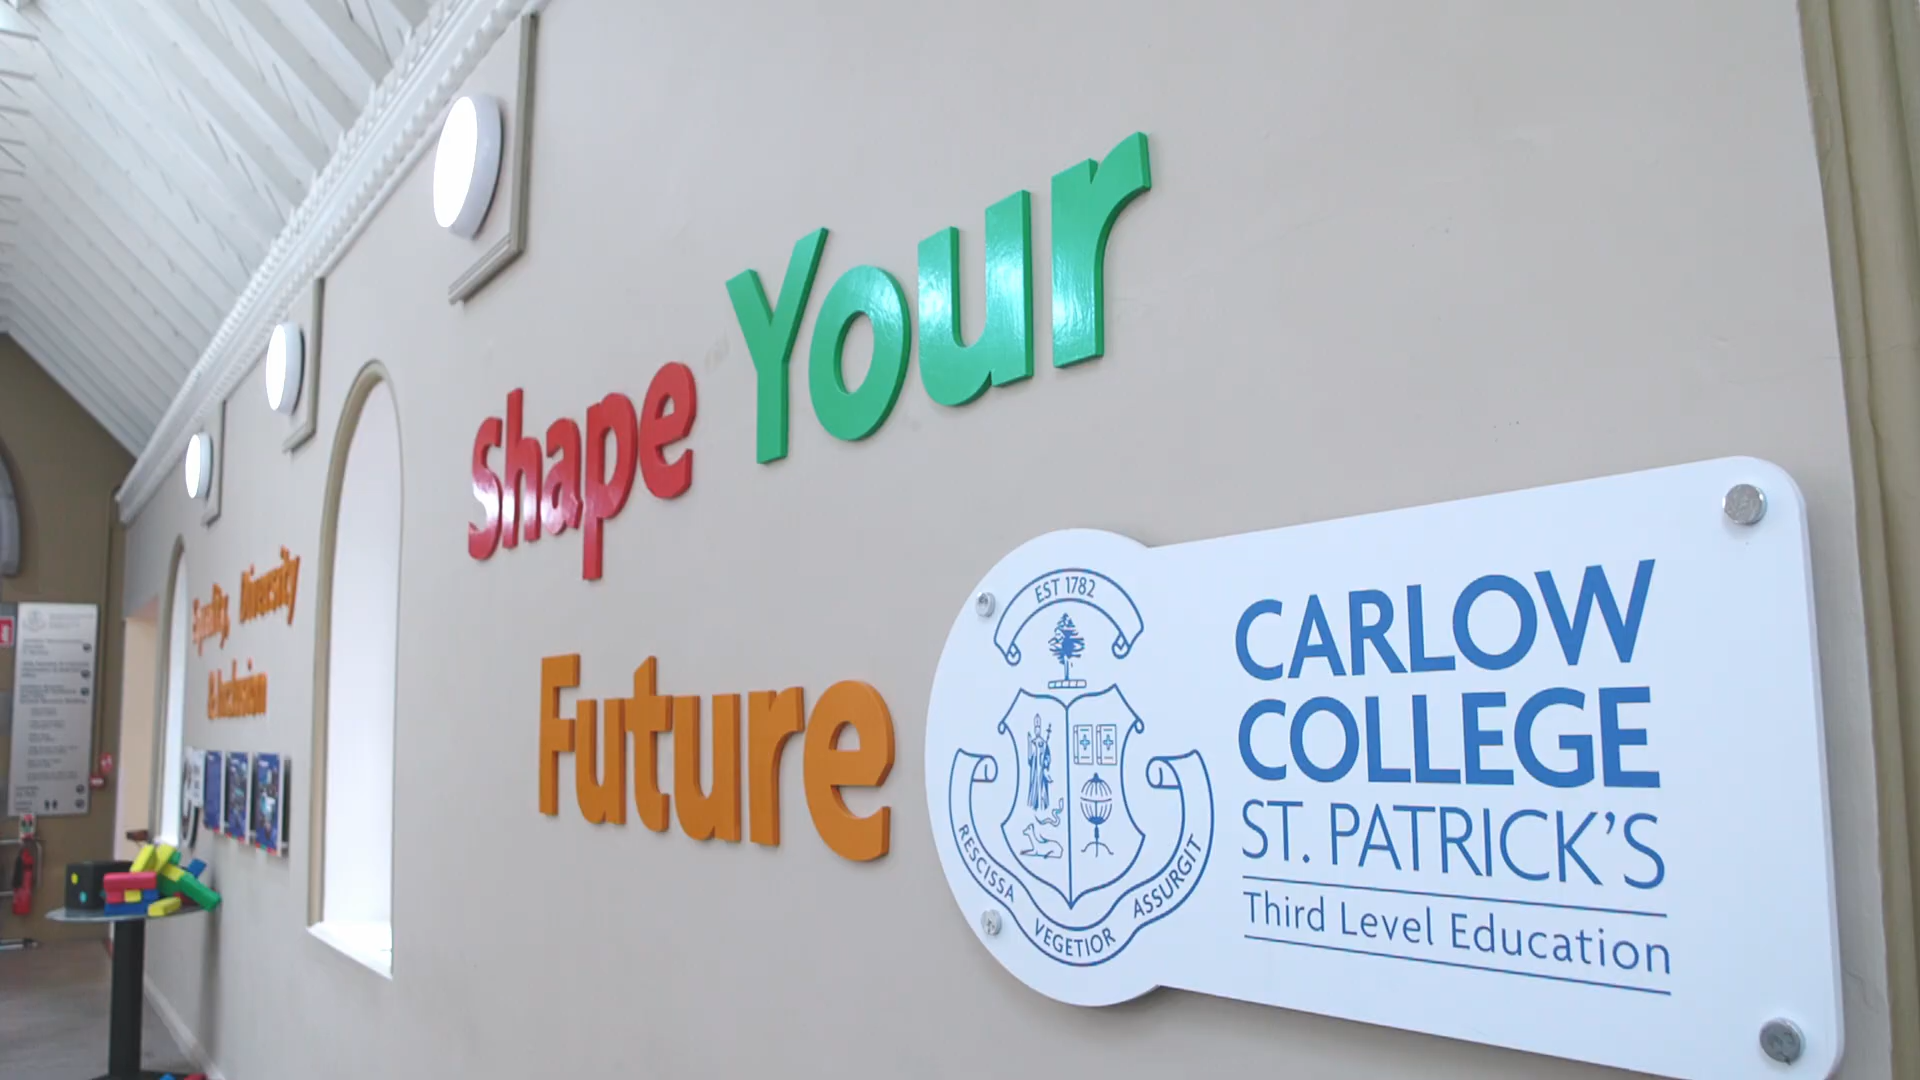 Shape Your
Future
Equality, Diversity
& Inclusion
EST 1782
RESCISSA VEGETIOR ASSURGIT
CARLOW
COLLEGE
ST. PATRICK'S
Third Level Education